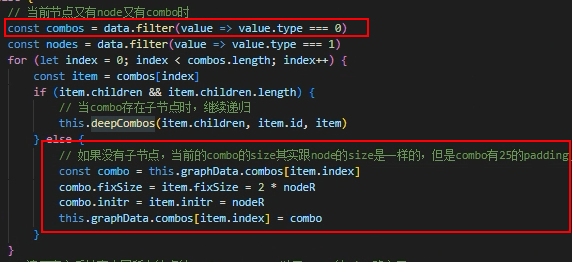 // 当前节点又有node又有combo时
const combos = data.filter(value => value.type === 0)
const nodes = data.filter(value => value.type === 1)
for (let index = 0; index < combos.length; index++) {
const item = combos[index]
if (item.children && item.children.length) {
// 当combo存在子节点时，继续递归
this.deepCombos(item.children, item.id, item)
} else {
// 如果没有子节点，当前的combo的size其实跟node的size是一样的，但是combo有25的padding
const combo = this.graphData.combos[item.index]
combo.fixSize = item.fixSize = 2 * nodeR
combo.initr = item.initr = nodeR
this.graphData.combos[item.index] = combo
}
}